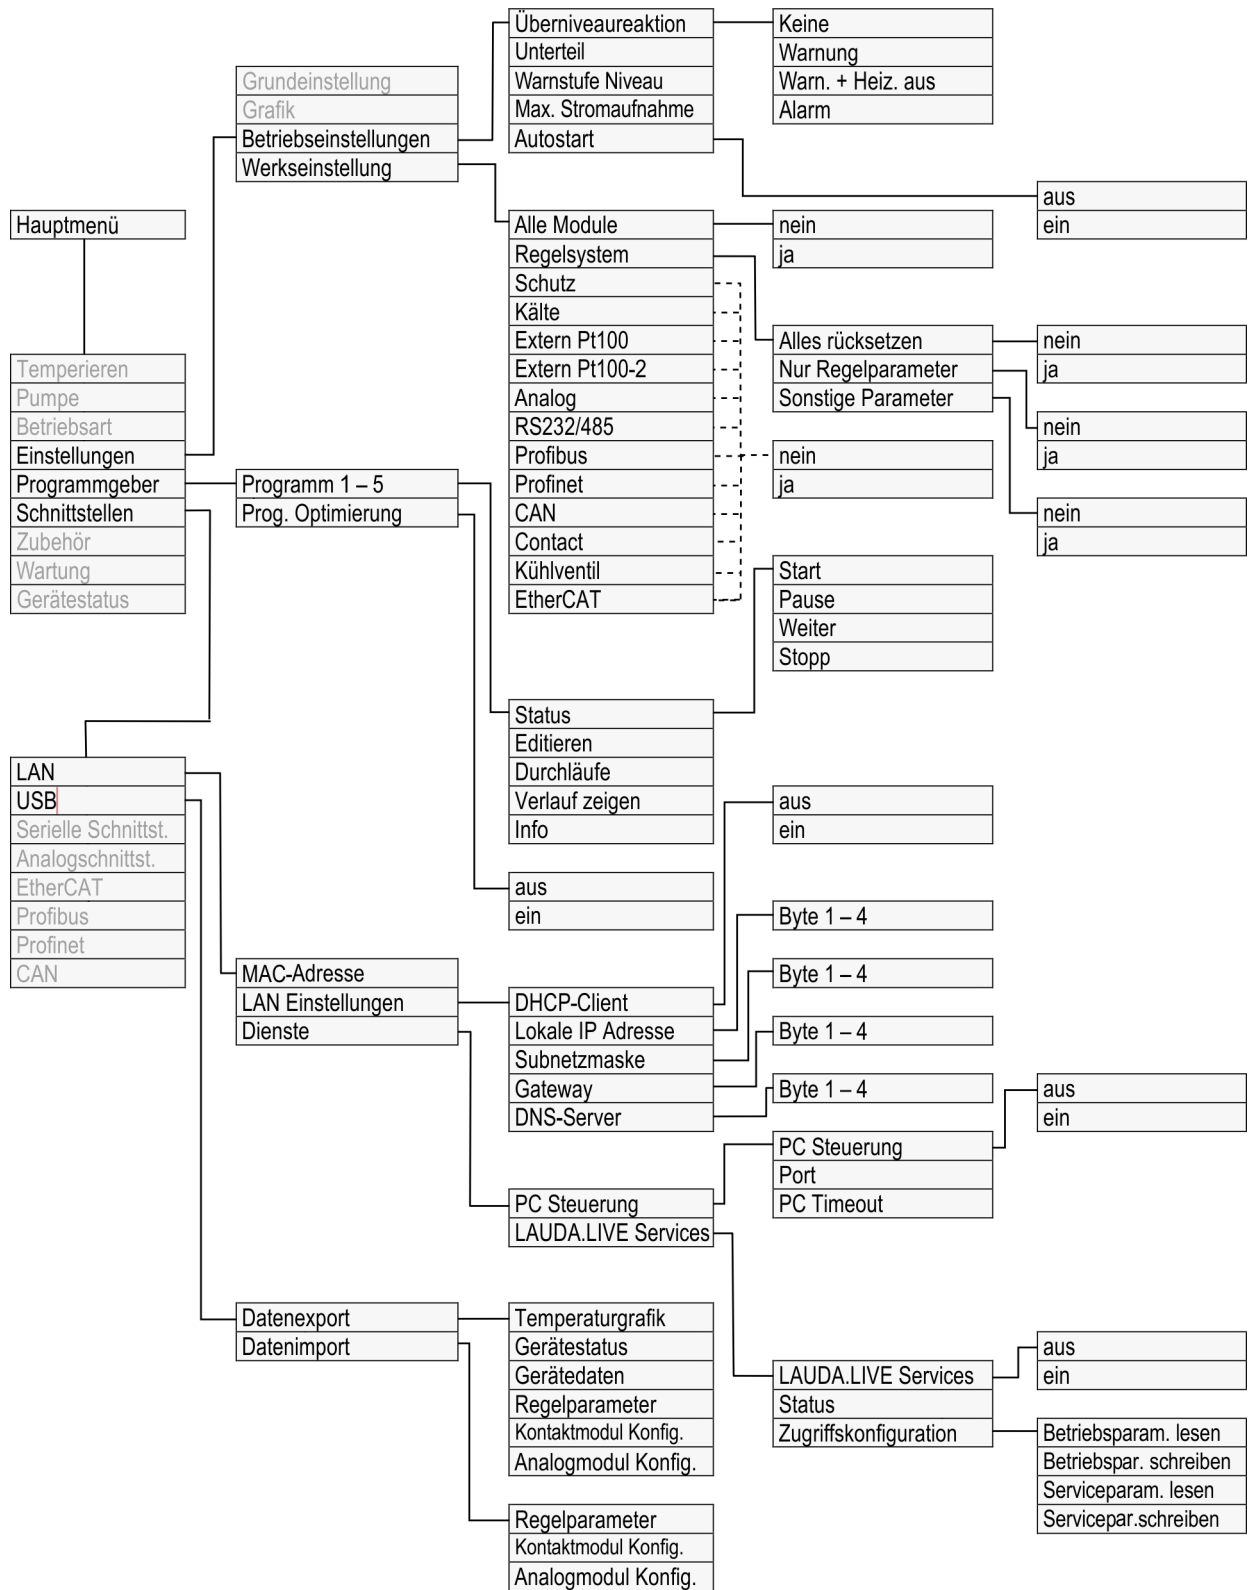 Hauptmenü
Temperieren
Pumpe
Betriebsart
Einstellungen
Programmgeber
Schnittstellen
Zubehör
Wartung
Gerätestatus
Grundeinstellung
Grafik
Betriebseinstellungen
Werkseinstellung
Überniveaureaktion
Unterteil
Warnstufe Niveau
Max. Stromaufnahme
Autostart
Keine
Warnung
Warn. + Heiz. aus
Alarm
aus
ein
Alle Module
Regelsystem
Schutz
Kälte
Extern Pt100
Extern Pt100-2
Analog
RS232/485
Profibus
Profinet
CAN
Contact
Kühlventil
EtherCAT
nein
ja
Alles rücksetzen
Nur Regelparameter
Sonstige Parameter
nein
ja
nein
ja
nein
ja
nein
ja
Programm 1 – 5
Prog. Optimierung
Status
Editieren
Durchläufe
Verlauf zeigen
Info
Start
Pause
Weiter
Stopp
aus
ein
LAN
USB
Serielle Schnittst.
Analogschnittst.
EtherCAT
Profibus
Profinet
CAN
MAC-Adresse
LAN Einstellungen
Dienste
DHCP-Client
Lokale IP Adresse
Subnetzmaske
Gateway
DNS-Server
aus
ein
Byte 1 – 4
Byte 1 – 4
Byte 1 – 4
Byte 1 – 4
PC Steuerung
LAUDA.LIVE Services
PC Steuerung
Port
PC Timeout
aus
ein
LAUDA.LIVE Services
Status
Zugriffskonfiguration
aus
ein
Betriebsparam. lesen
Betriebspar. schreiben
Serviceparam. lesen
Servicepar.schreiben
Datenexport
Datenimport
Temperaturgrafik
Gerätestatus
Gerätedaten
Regelparameter
Kontaktmodul Konfig.
Analogmodul Konfig.
Regelparameter
Kontaktmodul Konfig.
Analogmodul Konfig.